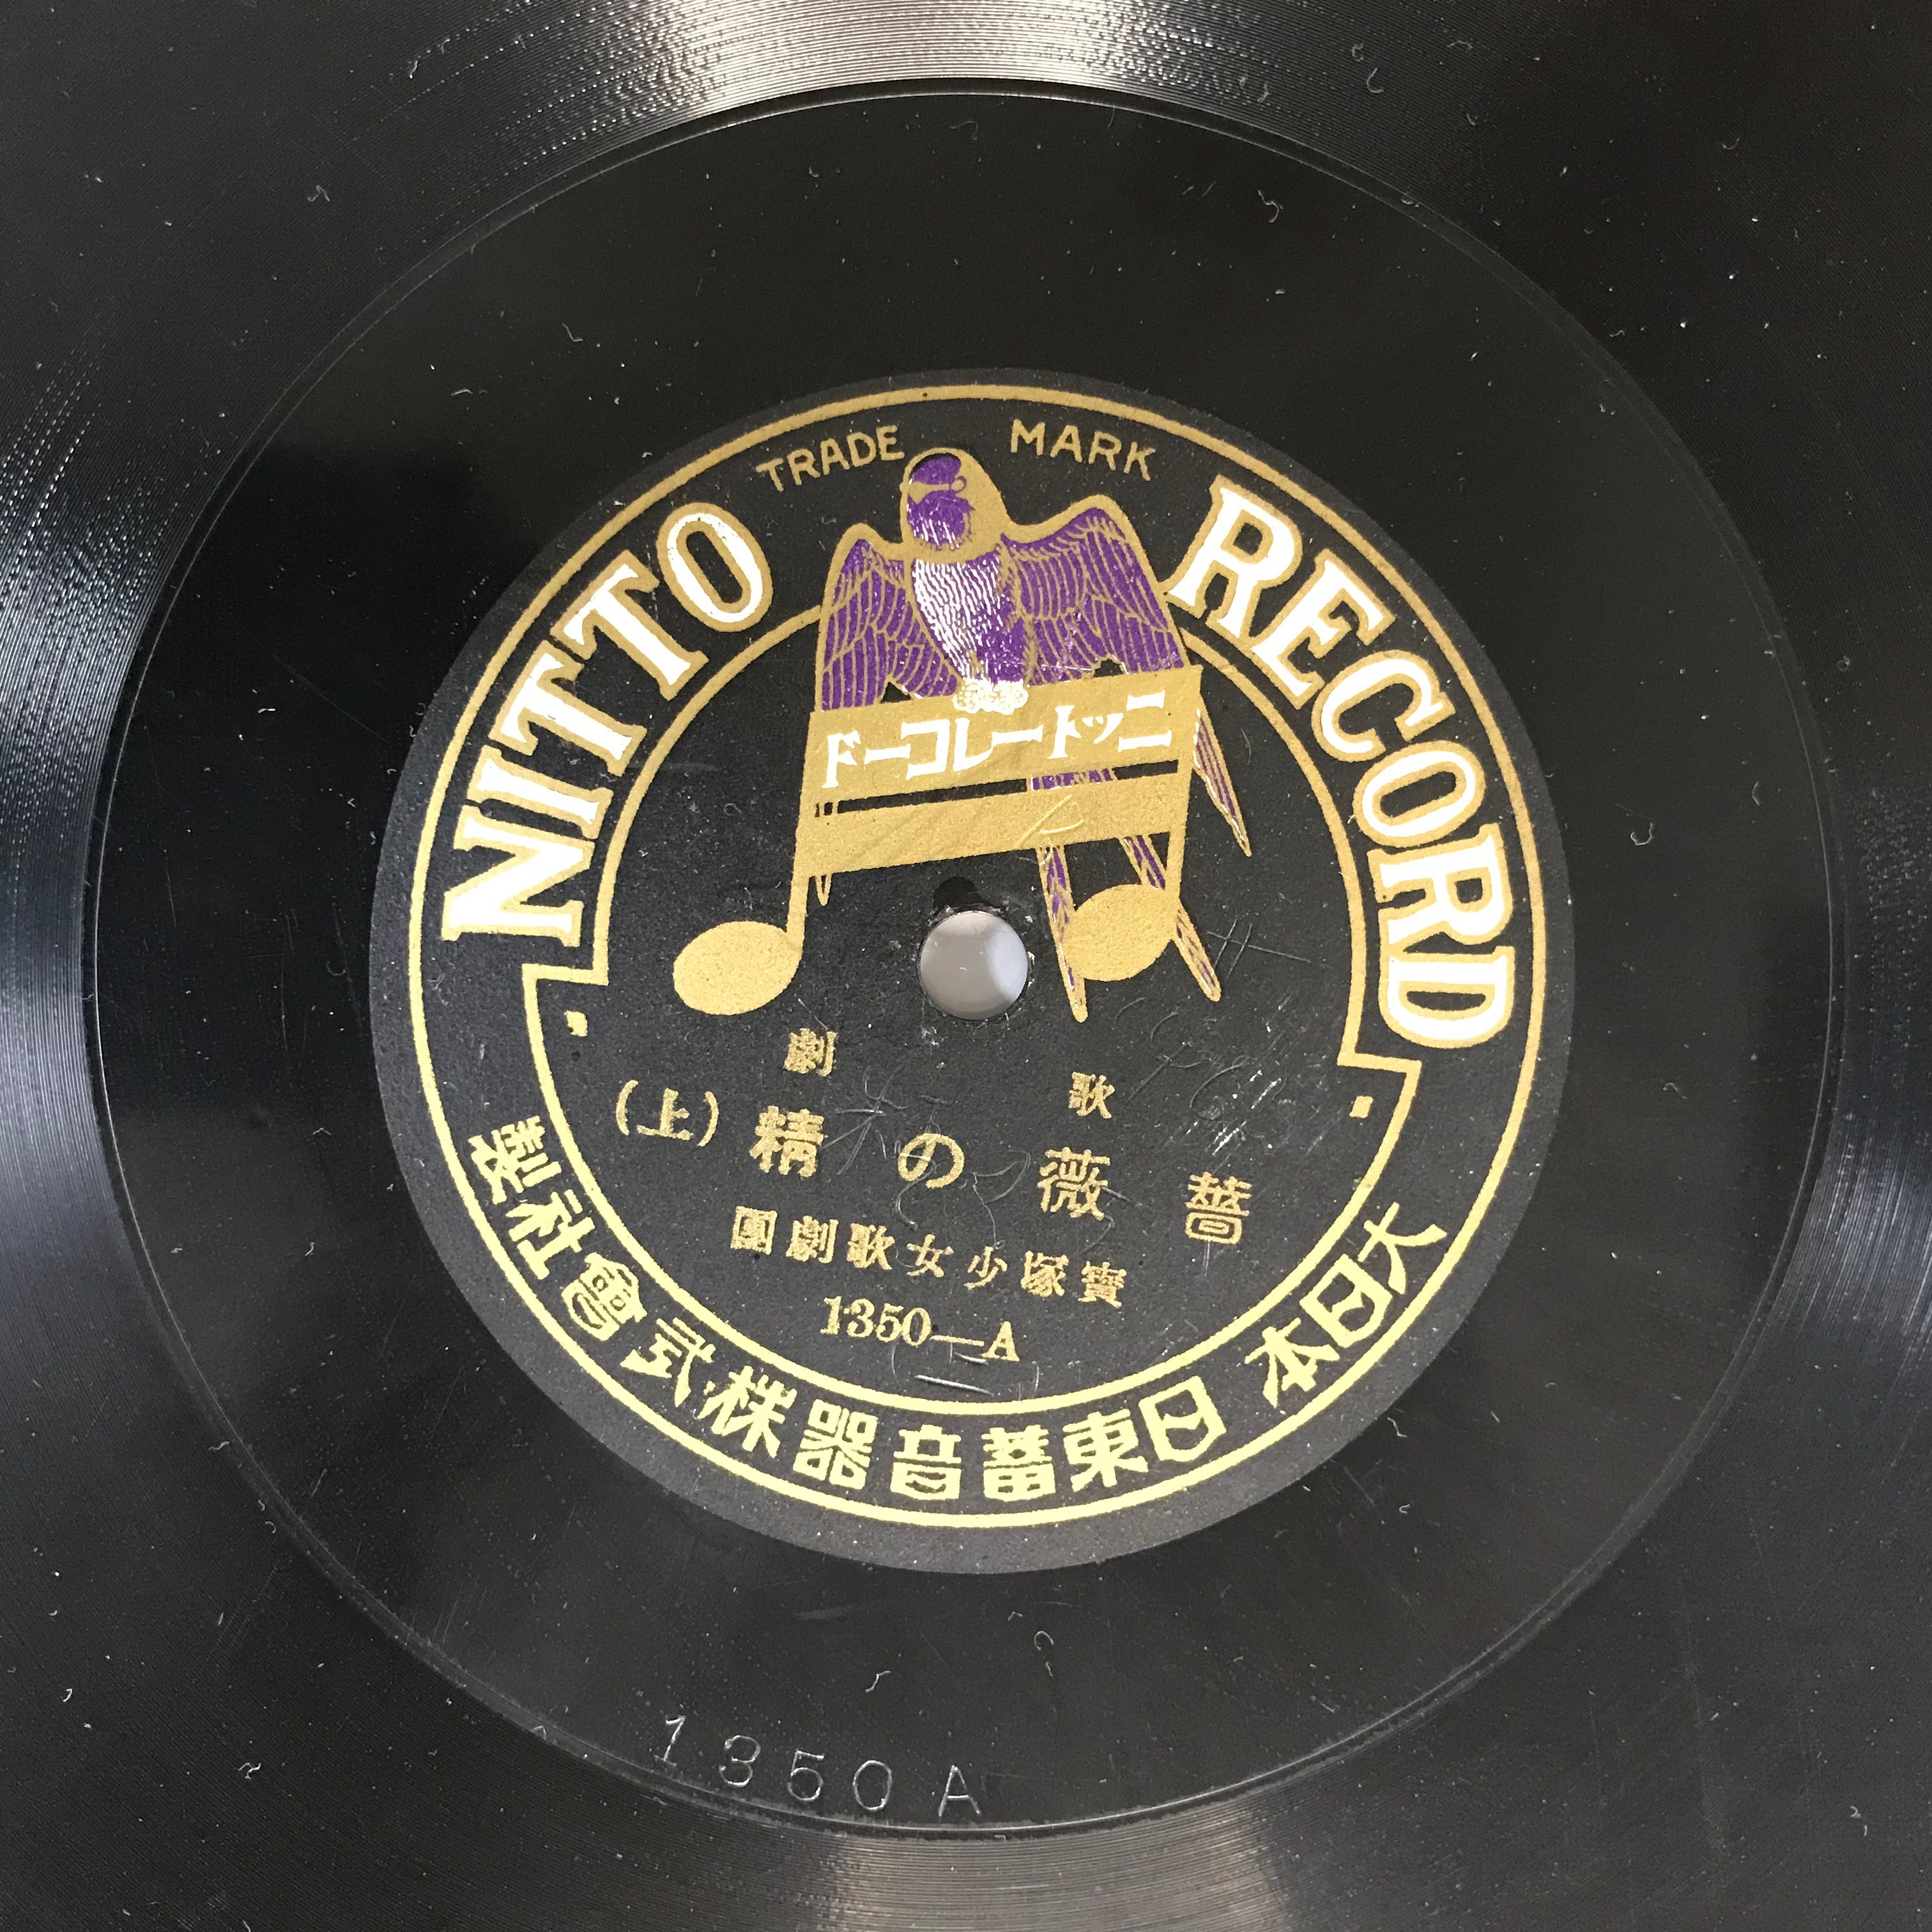 TRADE MARK
NITTO RECORD
ニットーレコード
歌劇
薔薇の精 (上)
寶塚少女歌劇團
1350—A
大日本日東蓄音器株式會社製
1350A